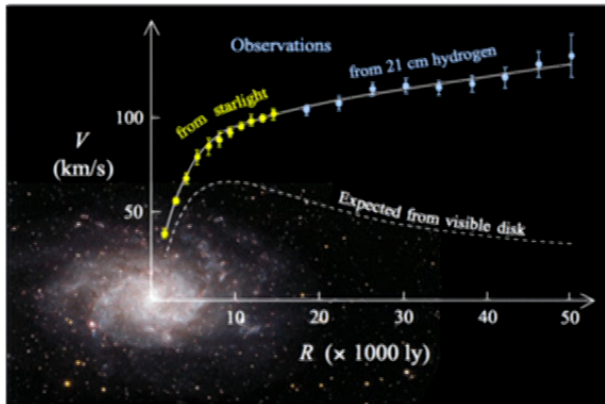 Observations
from 21 cm hydrogen
from starlight
100
V
(km/s)
50
Expected from visible disk
10
20
30
40
50
R (× 1000 ly)